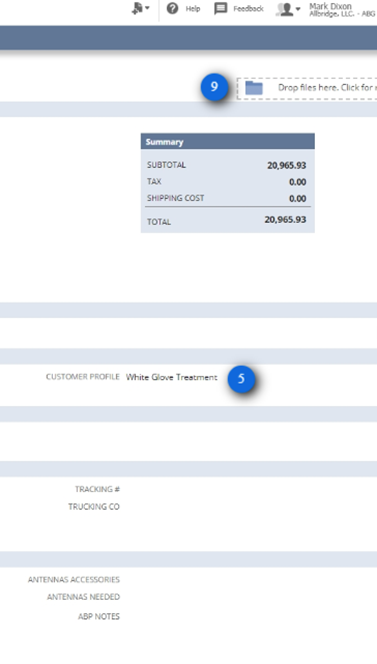 Help Feedback Mark Dixon
Allbridge, LLC. - ABG
9 Drop files here. Click for
Summary
SUBTOTAL 20,965.93
TAX 0.00
SHIPPING COST 0.00
TOTAL 20,965.93
CUSTOMER PROFILE White Glove Treatment 5
TRACKING #
TRUCKING CO
ANTENNAS ACCESSORIES
ANTENNAS NEEDED
ABP NOTES